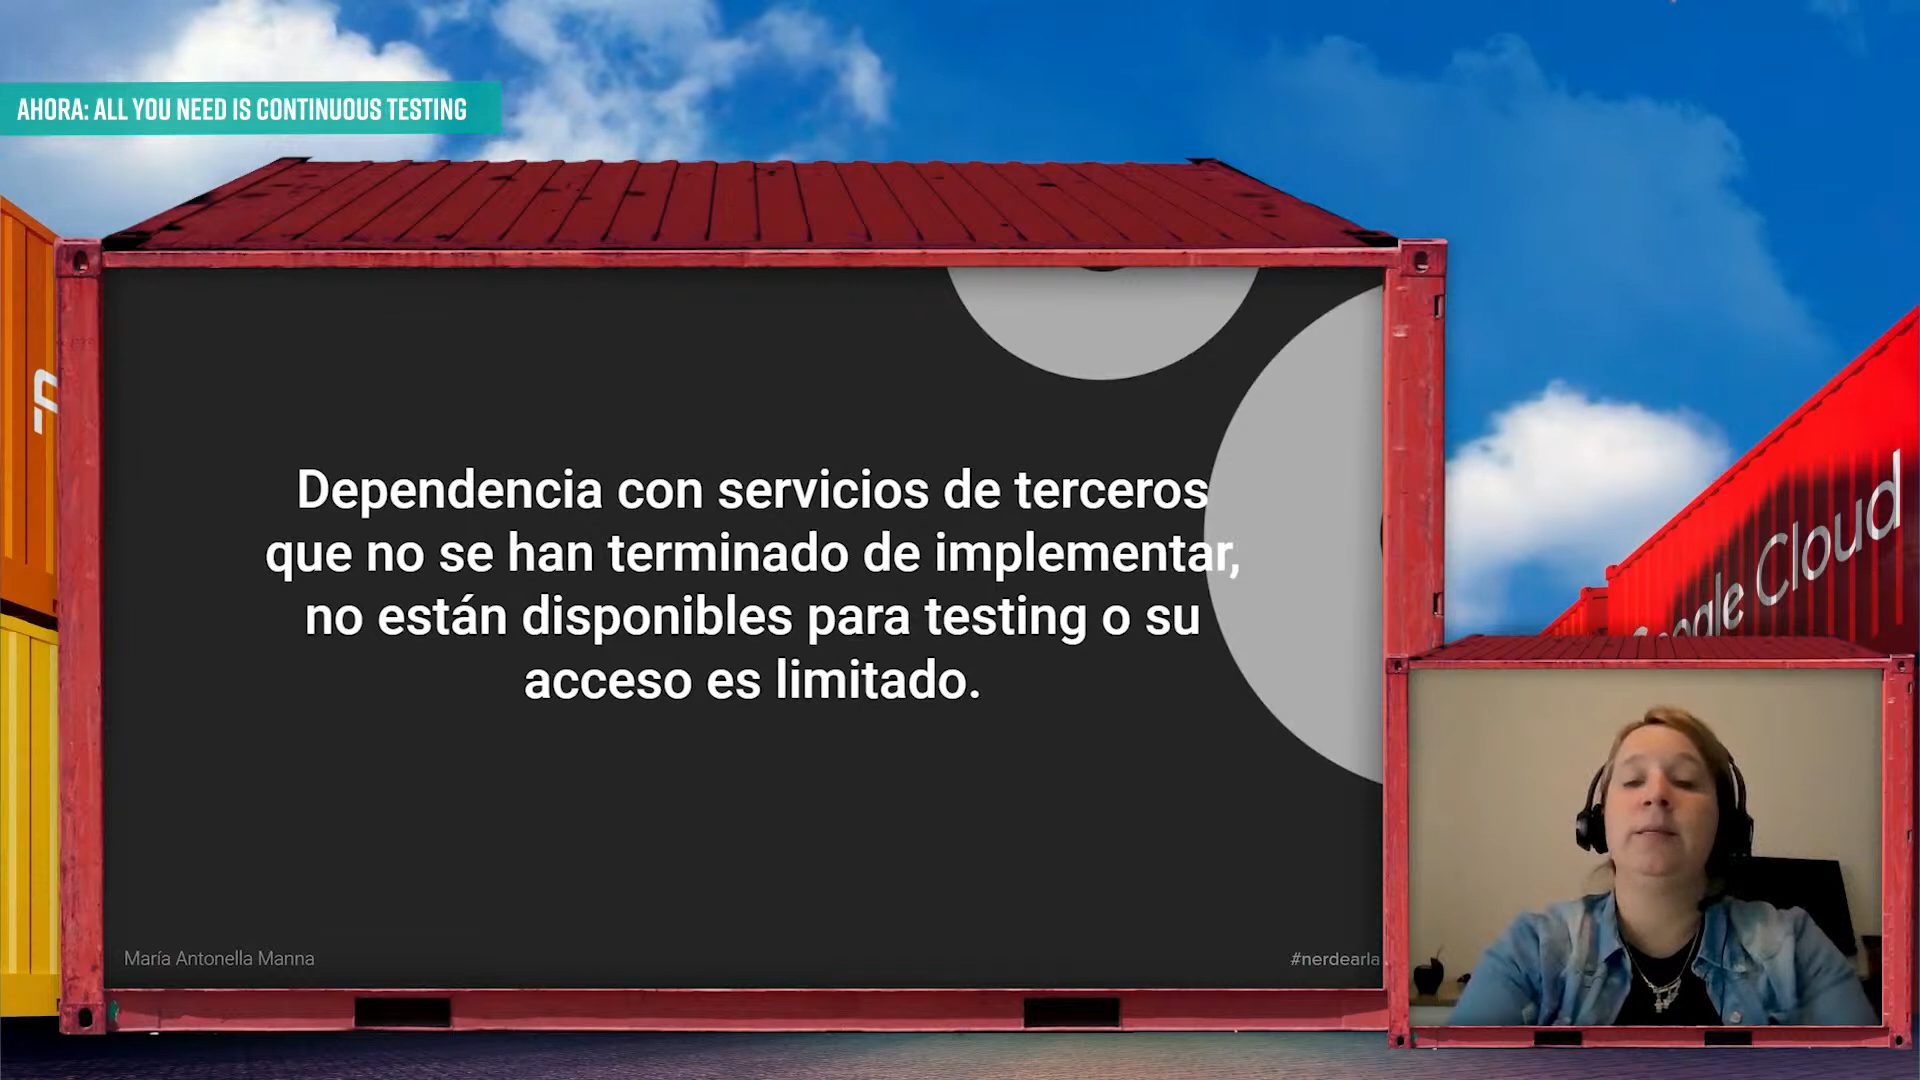 AHORA: ALL YOU NEED IS CONTINUOUS TESTING
Dependencia con servicios de terceros
que no se han terminado de implementar,
no están disponibles para testing o su
acceso es limitado.
María Antonella Manna
#nerdearla
Cloud